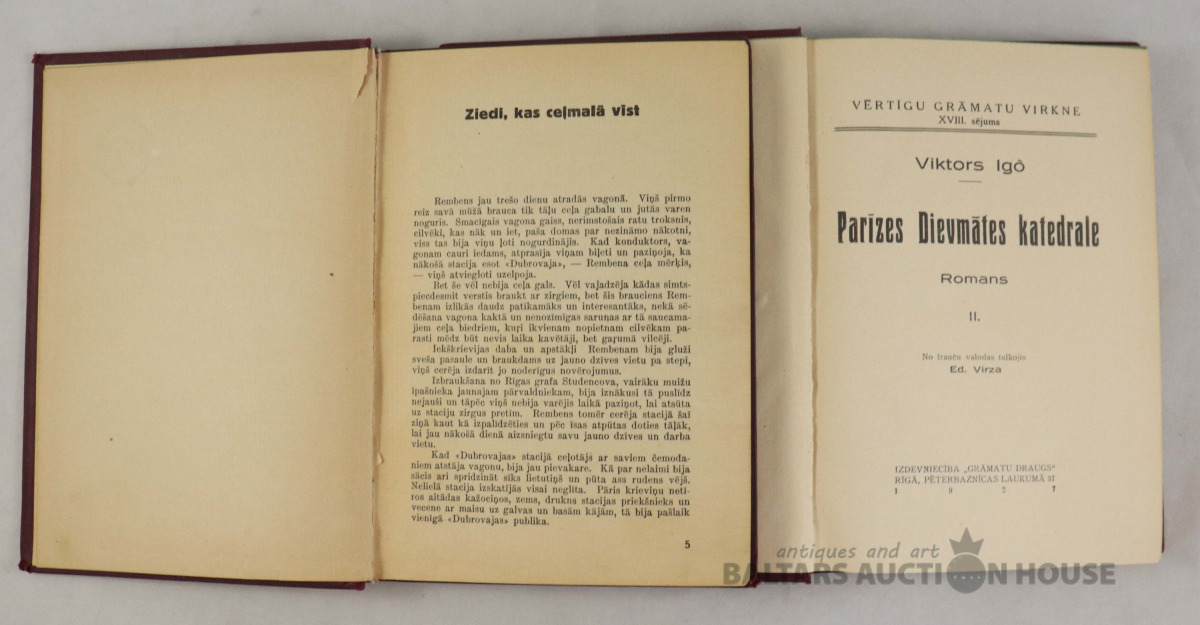 Ziedi, kas ceļmalā vīst
Rembens jau trešo dienu atradās vagonā. Viņš pirmo
reiz savā mūžā brauca tik tāļu ceļa gabalu un jutās varen
noguris. Smacīgais vagona gaiss, nerimstošais ratu troksnis,
cilvēki, kas nāk un iet, paša domas par nezināmo nākotni,
viss tas bija viņu ļoti nogurdinājis. Kad konduktors, va-
gonam cauri iedams, atprasīja viņam biļeti un paziņoja, ka
nākošā stacija esot «Dubrovaja», — Rembena ceļa mērķis,
— viņš atviegloti uzelpoja.
Bet še vēl nebija ceļa gals. Vēl vajadzēja kādas simts-
piecdesmit verstis braukt ar zirgiem, bet šis brauciens Rem-
benam izlikās daudz patīkamāks un interesantāks, nekā sē-
dēšana vagona kaktā un nenozīmīgas sarunas ar tā saucama-
jiem ceļa biedriem, kuŗi ikvienam nopietnam cilvēkam pa-
rasti mēdz būt nevis laika kavētāji, bet gaŗumā vilcēji.
Iekškrievijas daba un apstākļi Rembenam bija gluži
sveša pasaule un braukdams uz jauno dzīves vietu pa stepi,
viņš cerēja izdarīt jo noderīgus novērojumus.
Izbraukšana no Rīgas grafa Studencova, vairāku muižu
īpašnieka jaunajam pārvaldniekam, bija iznākusi tā puslīdz
nejauši un tāpēc viņš nebija varējis laikā paziņot, lai atsūta
uz staciju zirgus pretim. Rembens tomēr cerēja stacijā šai
ziņā kaut kā izpalīdzēties un pēc īsas atpūtas doties tāļāk,
lai jau nākošā dienā aizsniegtu savu jauno dzīves un darba
vietu.
Kad «Dubrovajas» stacijā ceļotājs ar saviem čemoda-
niem atstāja vagonu, bija jau pievakare. Kā par nelaimi bija
sācis arī spridzināt sīks lietutiņš un pūta ass rudens vējš.
Nelielā stacija izskatījās visai neglīta. Pāris krieviņu netī-
ros aitādas kažociņos, zems, drukns stacijas priekšnieks un
vecene ar maisu uz galvas un basām kājām, tā bija pašlaik
vienīgā «Dubrovajas» publika.
5
VĒRTĪGU GRĀMATU VIRKNE
XVIII. sējums
Viktors Igô
Parīzes Dievmātes katedrale
Romans
II.
No franču valodas tulkojis
Ed. Virza
IZDEVNIECĪBA „GRĀMATU DRAUGS"
RĪGĀ, PĒTERBAZNĪCAS LAUKUMĀ
1 9 2 7
antiques and art
BALTARS AUCTION HOUSE